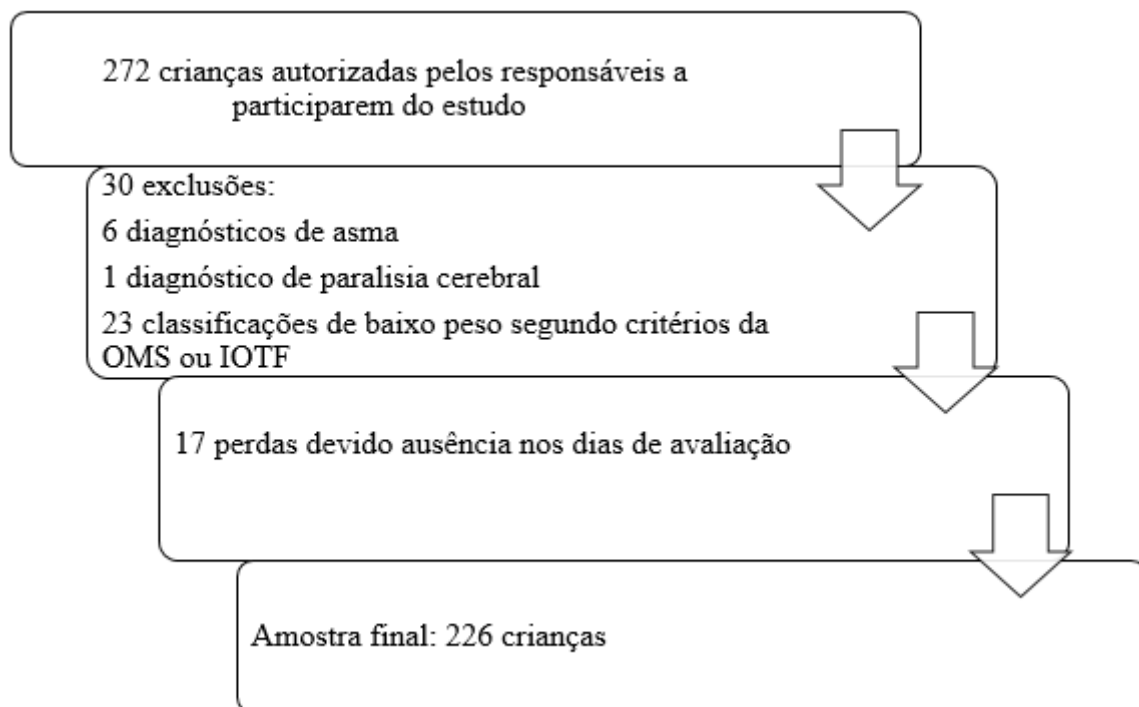 272 crianças autorizadas pelos responsáveis a
participarem do estudo
30 exclusões:
6 diagnósticos de asma
1 diagnóstico de paralisia cerebral
23 classificações de baixo peso segundo critérios da
OMS ou IOTF
17 perdas devido ausência nos dias de avaliação
Amostra final: 226 crianças